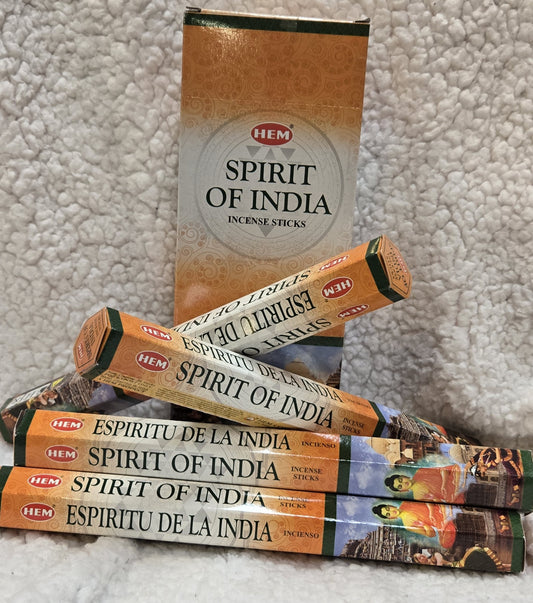 HEM
SPIRIT
OF INDIA
INCENSE STICKS
SPIRIT OF IN
HEM
ESPIRITU DE LA
HEM
SPIRIT
HEM
ESPIRITU DE LA INDIA
HEM
SPIRIT OF INDIA
INCENSE
STICKS
HEM
ESPIRITU DE LA INDIA
INCIENSO
HEM
SPIRIT OF INDIA
INCENSE
STICKS
HEM
SPIRIT OF INDIA
INCENSE
STICKS
HEM
ESPIRITU DE LA INDIA
INCIENSO